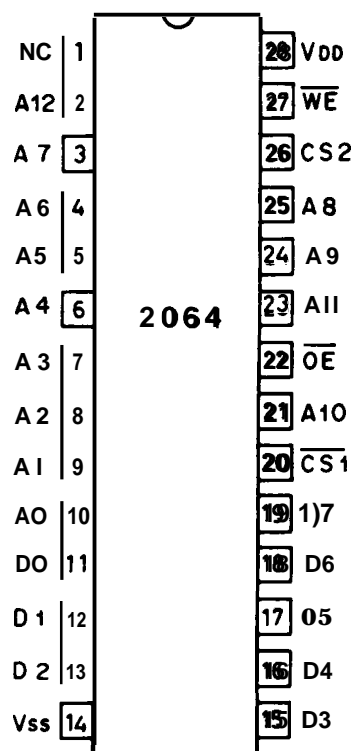 NC 1 28 VDD
A12 2 27 WE
A7 3 26 CS2
A6 4 25 A8
A5 5 24 A9
A4 6 23 A11
2064
A3 7 22 OE
A2 8 21 A10
A1 9 20 CS1
A0 10 19 1)7
D0 11 18 D6
D1 12 17 05
D2 13 16 D4
Vss 14 15 D3